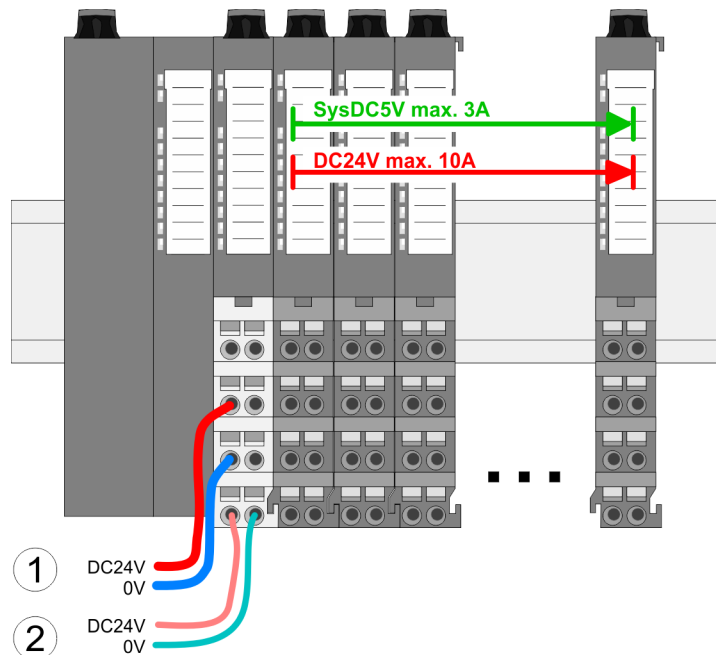 SysDC5V max. 3A
DC24V max. 10A
1 DC24V
0V
2 DC24V
0V